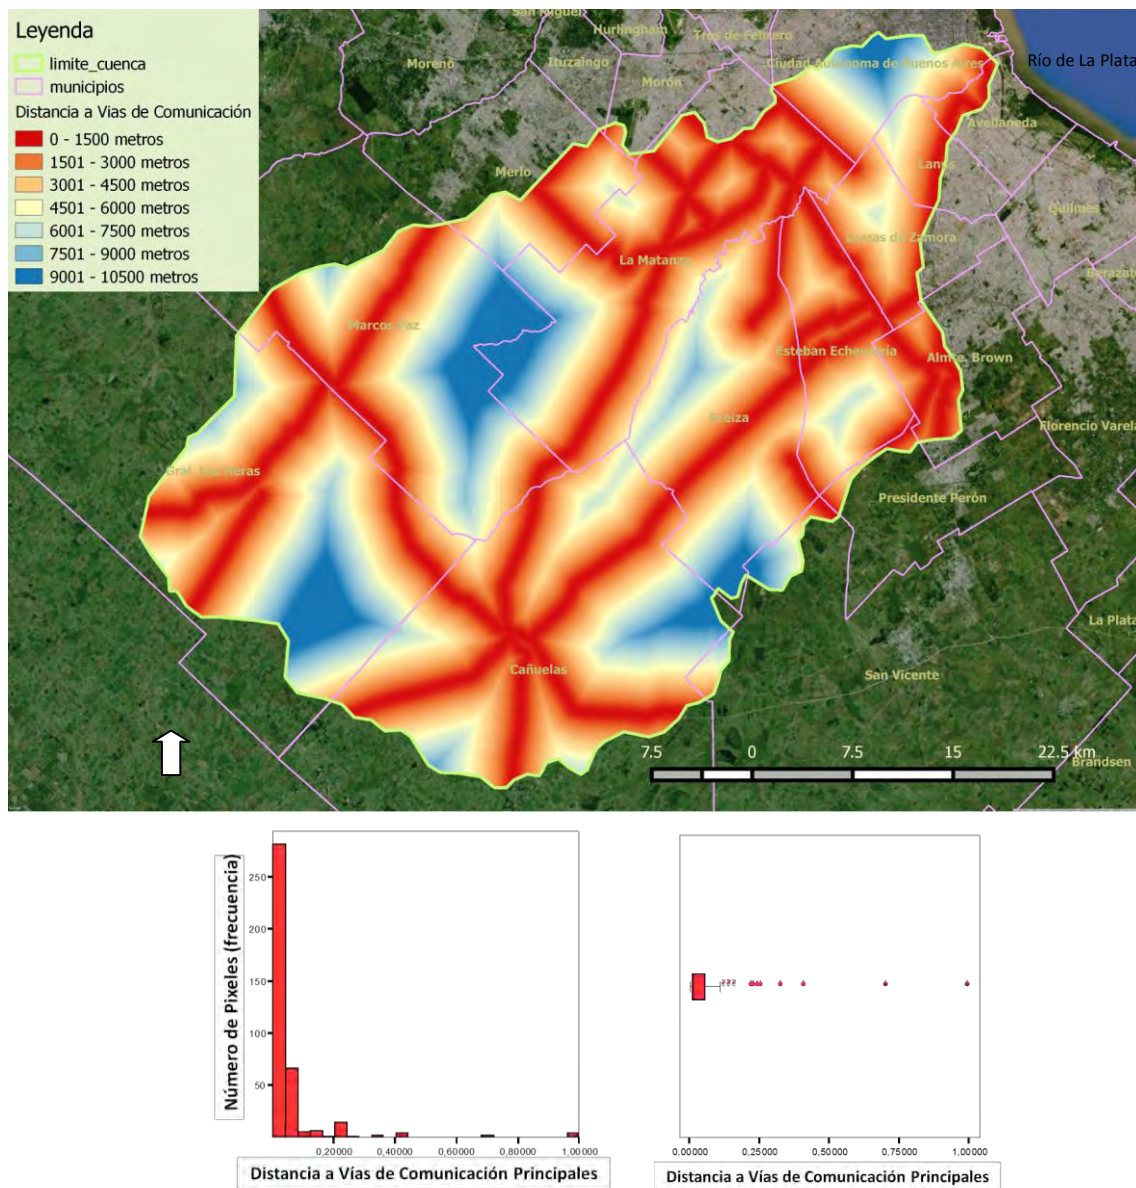 Leyenda
limite_cuenca
municipios
Distancia a Vías de Comunicación
0 - 1500 metros
1501 - 3000 metros
3001 - 4500 metros
4501 - 6000 metros
6001 - 7500 metros
7501 - 9000 metros
9001 - 10500 metros
San Miguel
Hurlingham
Tres de Febrero
Moreno
Ituzaingo
Ciudad Autonoma de Buenos Aires
Río de La Plata
Morón
Avellaneda
Merlo
Lanús
Quilmes
Lomas de Zamora
La Matanza
Berazate
Marcos Paz
Esteban Echeverría
Almte. Brown
Ezeiza
Florencio Varela
Gral. Las Heras
Presidente Perón
La Plata
Cañuelas
San Vicente
7.5 0 7.5 15 22.5 km
Brandsen
Número de Pixeles (frecuencia)
250
200
150
100
50
0,20000 0,40000 0,60000 0,80000 1,00000
Distancia a Vías de Comunicación Principales
0,00000 0,25000 0,50000 0,75000 1,00000
Distancia a Vías de Comunicación Principales